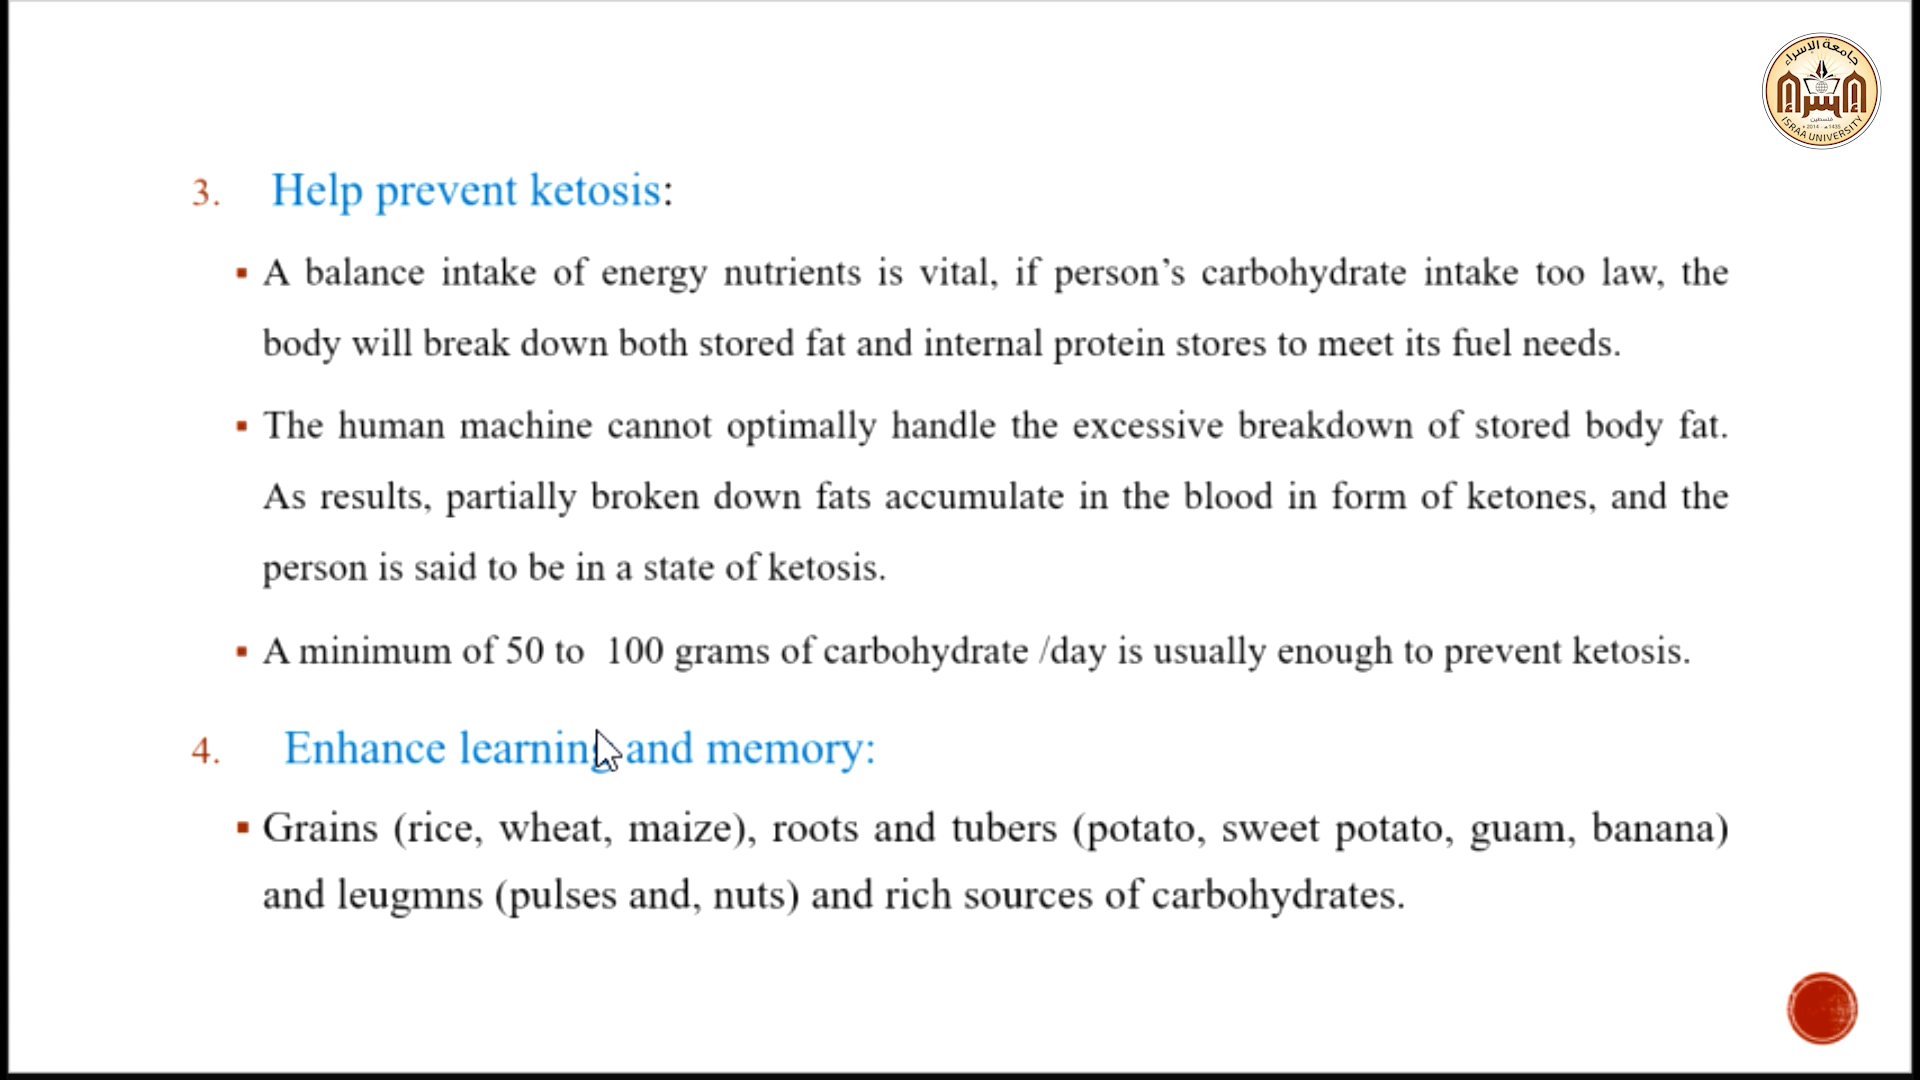 جامعة الإسراء
إسراء
فلسطين
ISRAA UNIVERSITY
3. Help prevent ketosis:
▪ A balance intake of energy nutrients is vital, if person’s carbohydrate intake too law, the
body will break down both stored fat and internal protein stores to meet its fuel needs.
▪ The human machine cannot optimally handle the excessive breakdown of stored body fat.
As results, partially broken down fats accumulate in the blood in form of ketones, and the
person is said to be in a state of ketosis.
▪ A minimum of 50 to 100 grams of carbohydrate /day is usually enough to prevent ketosis.
4. Enhance learning and memory:
▪ Grains (rice, wheat, maize), roots and tubers (potato, sweet potato, guam, banana)
and leugmns (pulses and, nuts) and rich sources of carbohydrates.